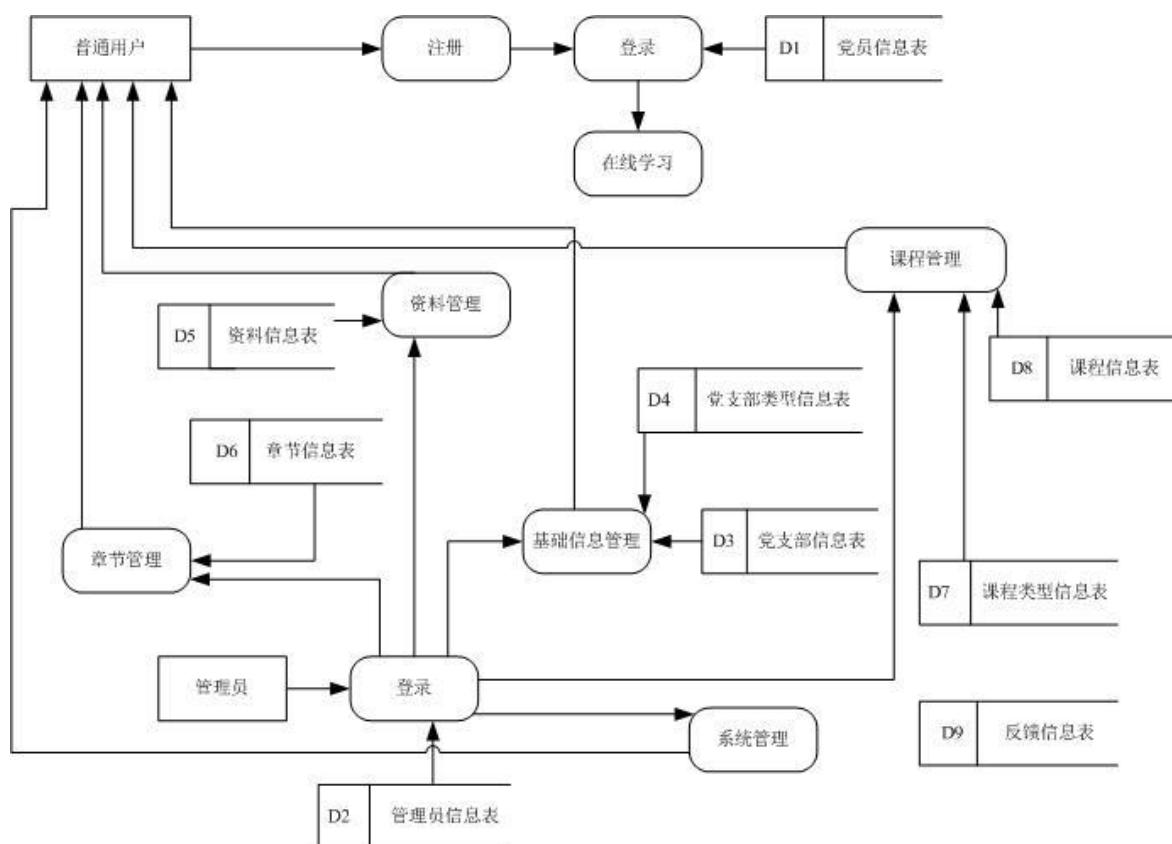 普通用户
注册
登录
D1 党员信息表
在线学习
课程管理
资料管理
D5 资料信息表
D8 课程信息表
D4 党支部类型信息表
D6 章节信息表
章节管理
基础信息管理
D3 党支部信息表
D7 课程类型信息表
管理员
登录
系统管理
D9 反馈信息表
D2 管理员信息表